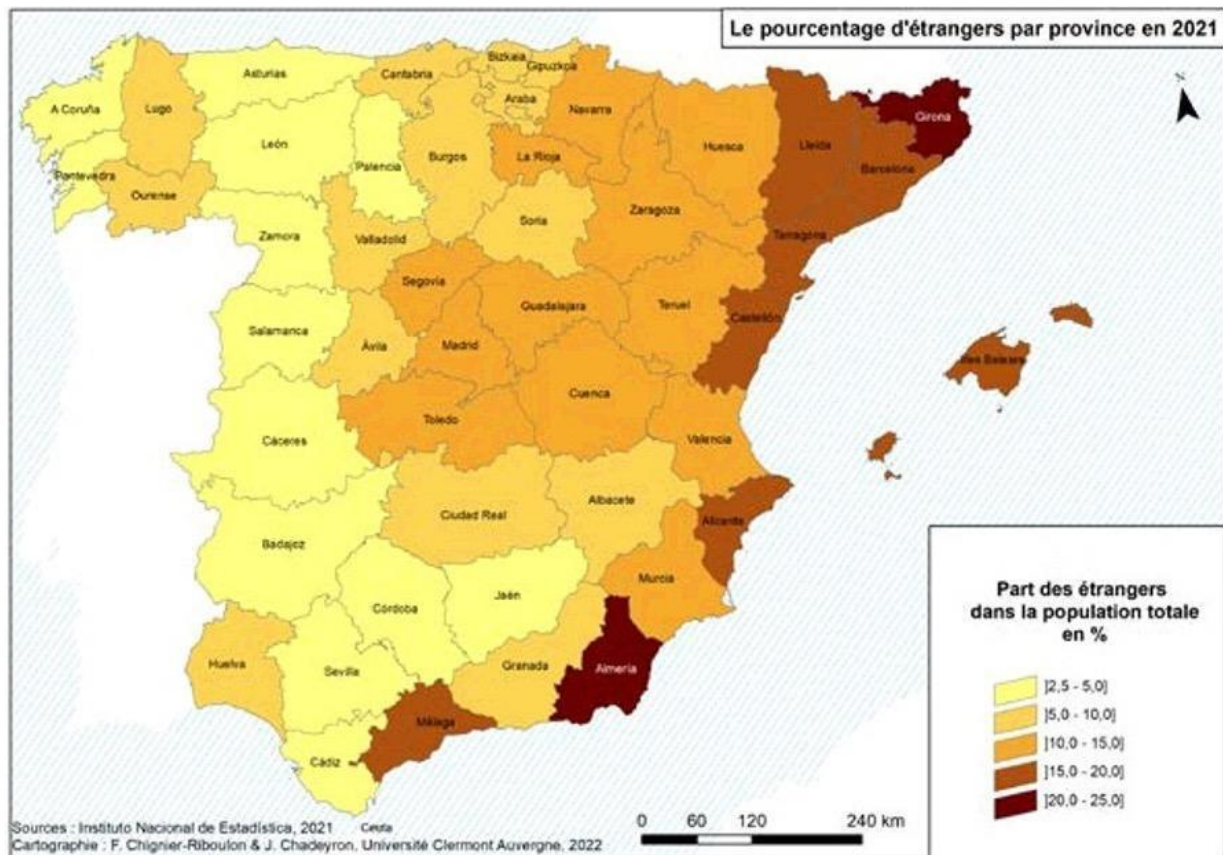 Le pourcentage d'étrangers par province en 2021
N
A Coruña
Lugo
Asturias
Cantabria
Bizkaia
Gipuzkoa
Araba
Navarra
Pontevedra
Ourense
León
Palencia
Burgos
La Rioja
Huesca
Lleida
Girona
Barcelona
Zamora
Valladolid
Soria
Zaragoza
Tarragona
Salamanca
Ávila
Segovia
Madrid
Guadalajara
Teruel
Castellón
Illes Balears
Cáceres
Toledo
Cuenca
Valencia
Badajoz
Ciudad Real
Albacete
Alicante
Huelva
Sevilla
Córdoba
Jaén
Granada
Murcia
Almería
Cádiz
Málaga
Ceuta
Part des étrangers
dans la population totale
en %
]2,5 - 5,0]
]5,0 - 10,0]
]10,0 - 15,0]
]15,0 - 20,0]
]20,0 - 25,0]
0 60 120 240 km
Sources : Instituto Nacional de Estadística, 2021
Cartographie : F. Chignier-Riboulon & J. Chadeyron, Université Clermont Auvergne, 2022